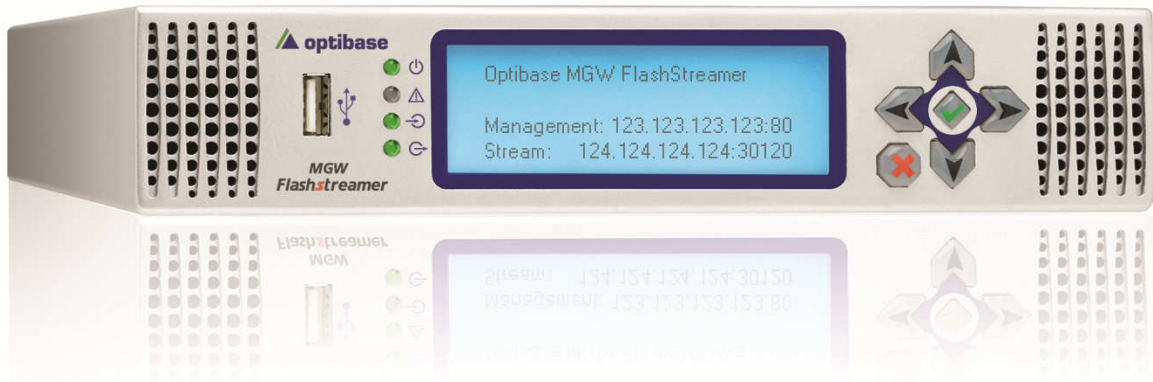 optibase
MGW
Flashstreamer
Optibase MGW FlashStreamer
Management: 123.123.123.123:80
Stream: 124.124.124.124:30120